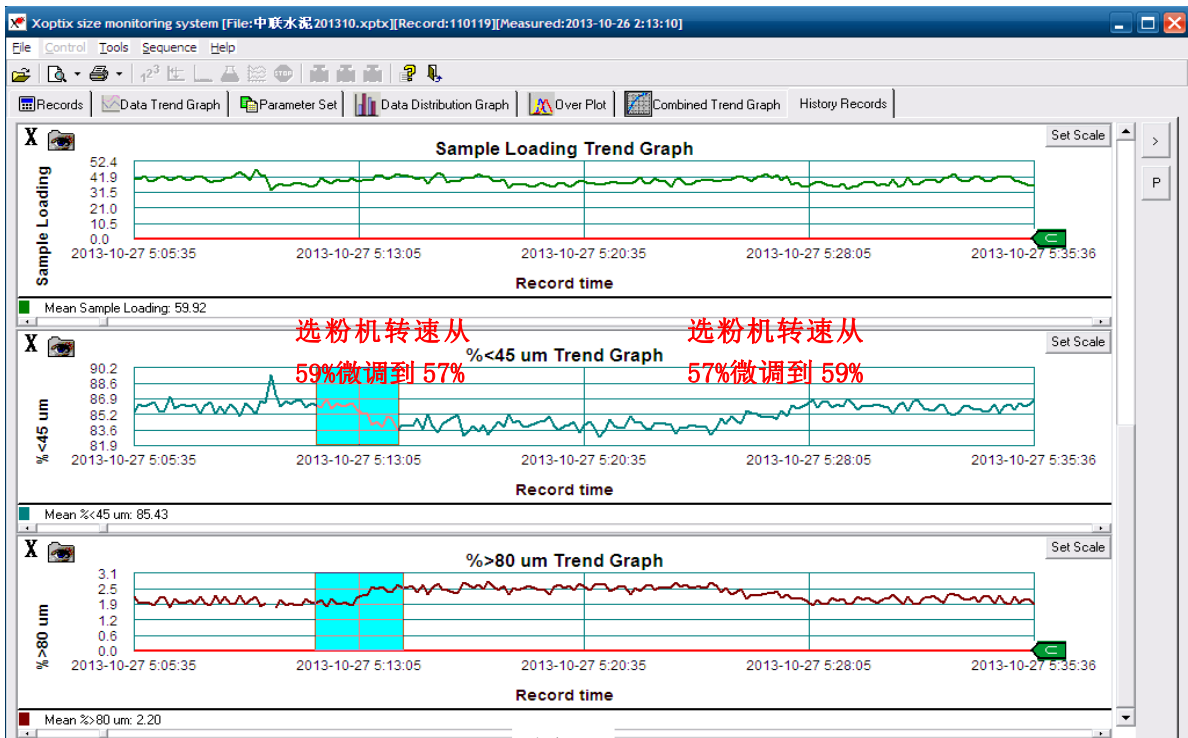 Xoptix size monitoring system [File:中联水泥201310.xptx][Record:110119][Measured:2013-10-26 2:13:10]
File Control Tools Sequence Help
Records Data Trend Graph Parameter Set Data Distribution Graph Over Plot Combined Trend Graph History Records
X Sample Loading Trend Graph Set Scale >
P
Sample Loading
52.4
41.9
31.5
21.0
10.5
0.0
2013-10-27 5:05:35 2013-10-27 5:13:05 2013-10-27 5:20:35 2013-10-27 5:28:05 2013-10-27 5:35:36
Record time
Mean Sample Loading: 59.92
选粉机转速从 选粉机转速从
59%微调到 57% 57%微调到 59%
X %<45 um Trend Graph Set Scale
%<45 um
90.2
88.6
86.9
85.2
83.6
81.9
2013-10-27 5:05:35 2013-10-27 5:13:05 2013-10-27 5:20:35 2013-10-27 5:28:05 2013-10-27 5:35:36
Record time
Mean %<45 um: 85.43
X %>80 um Trend Graph Set Scale
%>80 um
3.1
2.5
1.9
1.2
0.6
0.0
2013-10-27 5:05:35 2013-10-27 5:13:05 2013-10-27 5:20:35 2013-10-27 5:28:05 2013-10-27 5:35:36
Record time
Mean %>80 um: 2.20